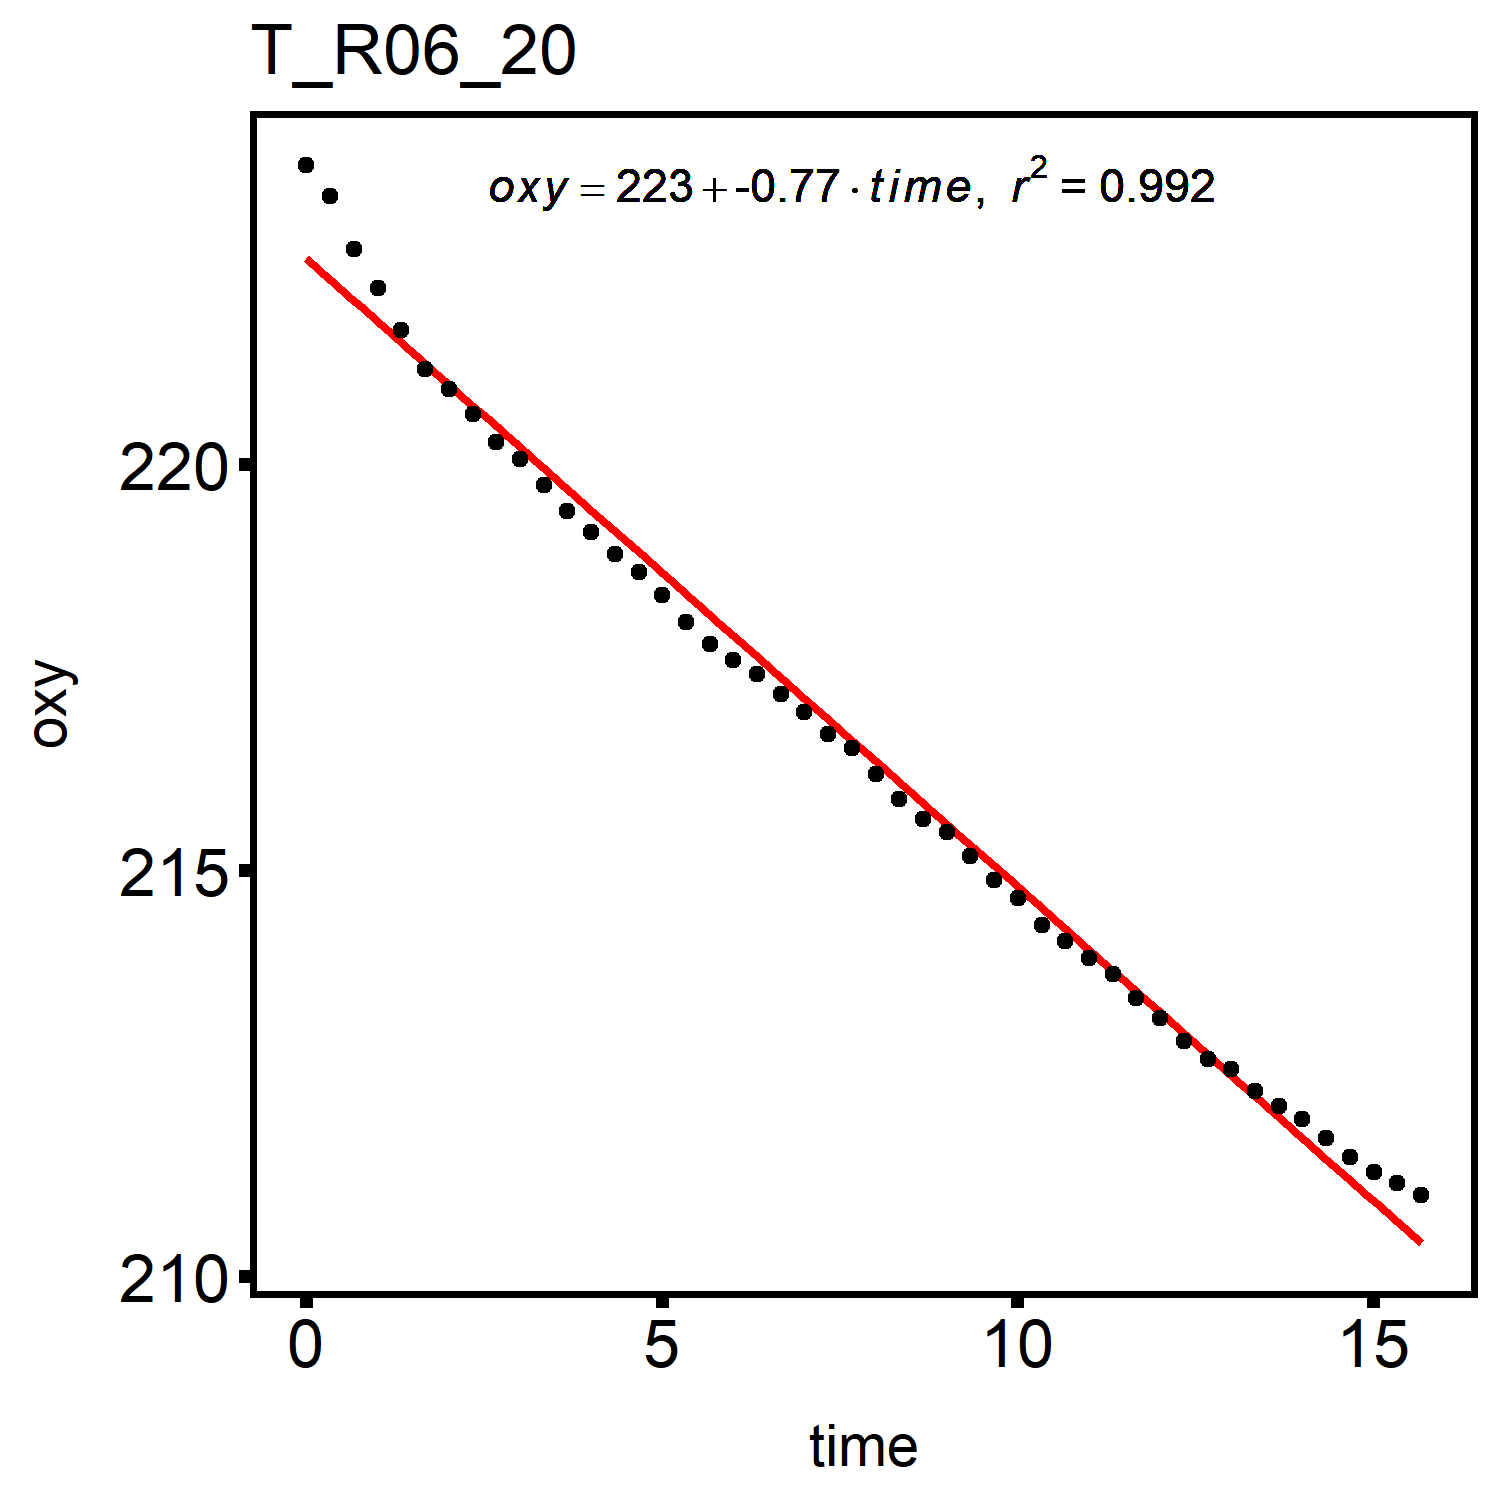 T_R06_20
oxy = 223 + -0.77 · time, r² = 0.992
220
215
210
oxy
0 5 10 15
time